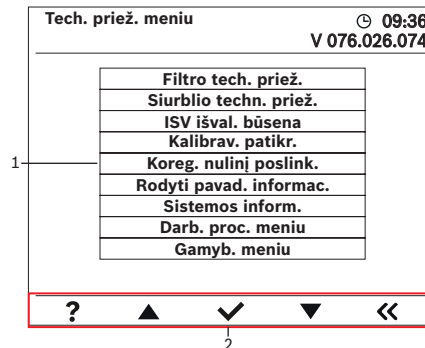 Tech. priež. meniu
09:36
V 076.026.074
Filtro tech. priež.
Siurblio techn. priež.
ISV išval. būsena
Kalibrav. patikr.
1
Koreg. nulinį poslink.
Rodyti pavad. informac.
Sistemos inform.
Darb. proc. meniu
Gamyb. meniu
?
2